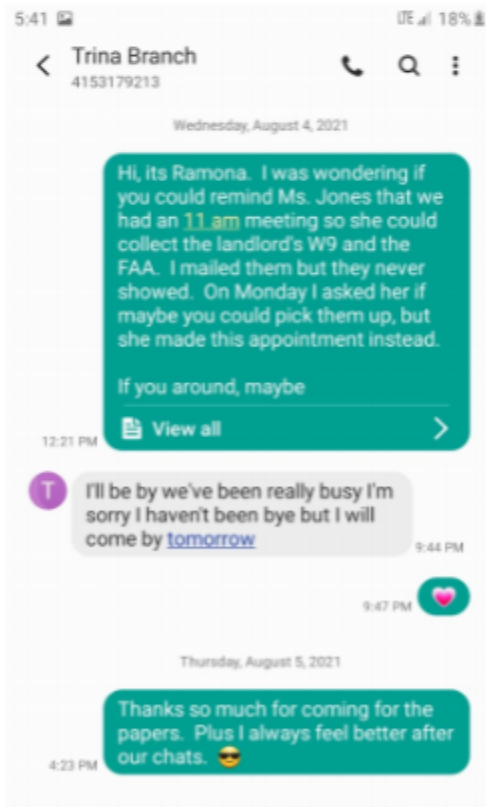 5:41 LTE 18%
Trina Branch
4153179213
Wednesday, August 4, 2021
Hi, its Ramona.  I was wondering if
you could remind Ms. Jones that we
had an 11 am meeting so she could
collect the landlord's W9 and the
FAA.  I mailed them but they never
showed.  On Monday I asked her if
maybe you could pick them up, but
she made this appointment instead.
If you around, maybe
View all
12:21 PM
T
I'll be by we've been really busy I'm
sorry I haven't been bye but I will
come by tomorrow
9:44 PM
9:47 PM
Thursday, August 5, 2021
Thanks so much for coming for the
papers.  Plus I always feel better after
our chats. 😎
4:23 PM